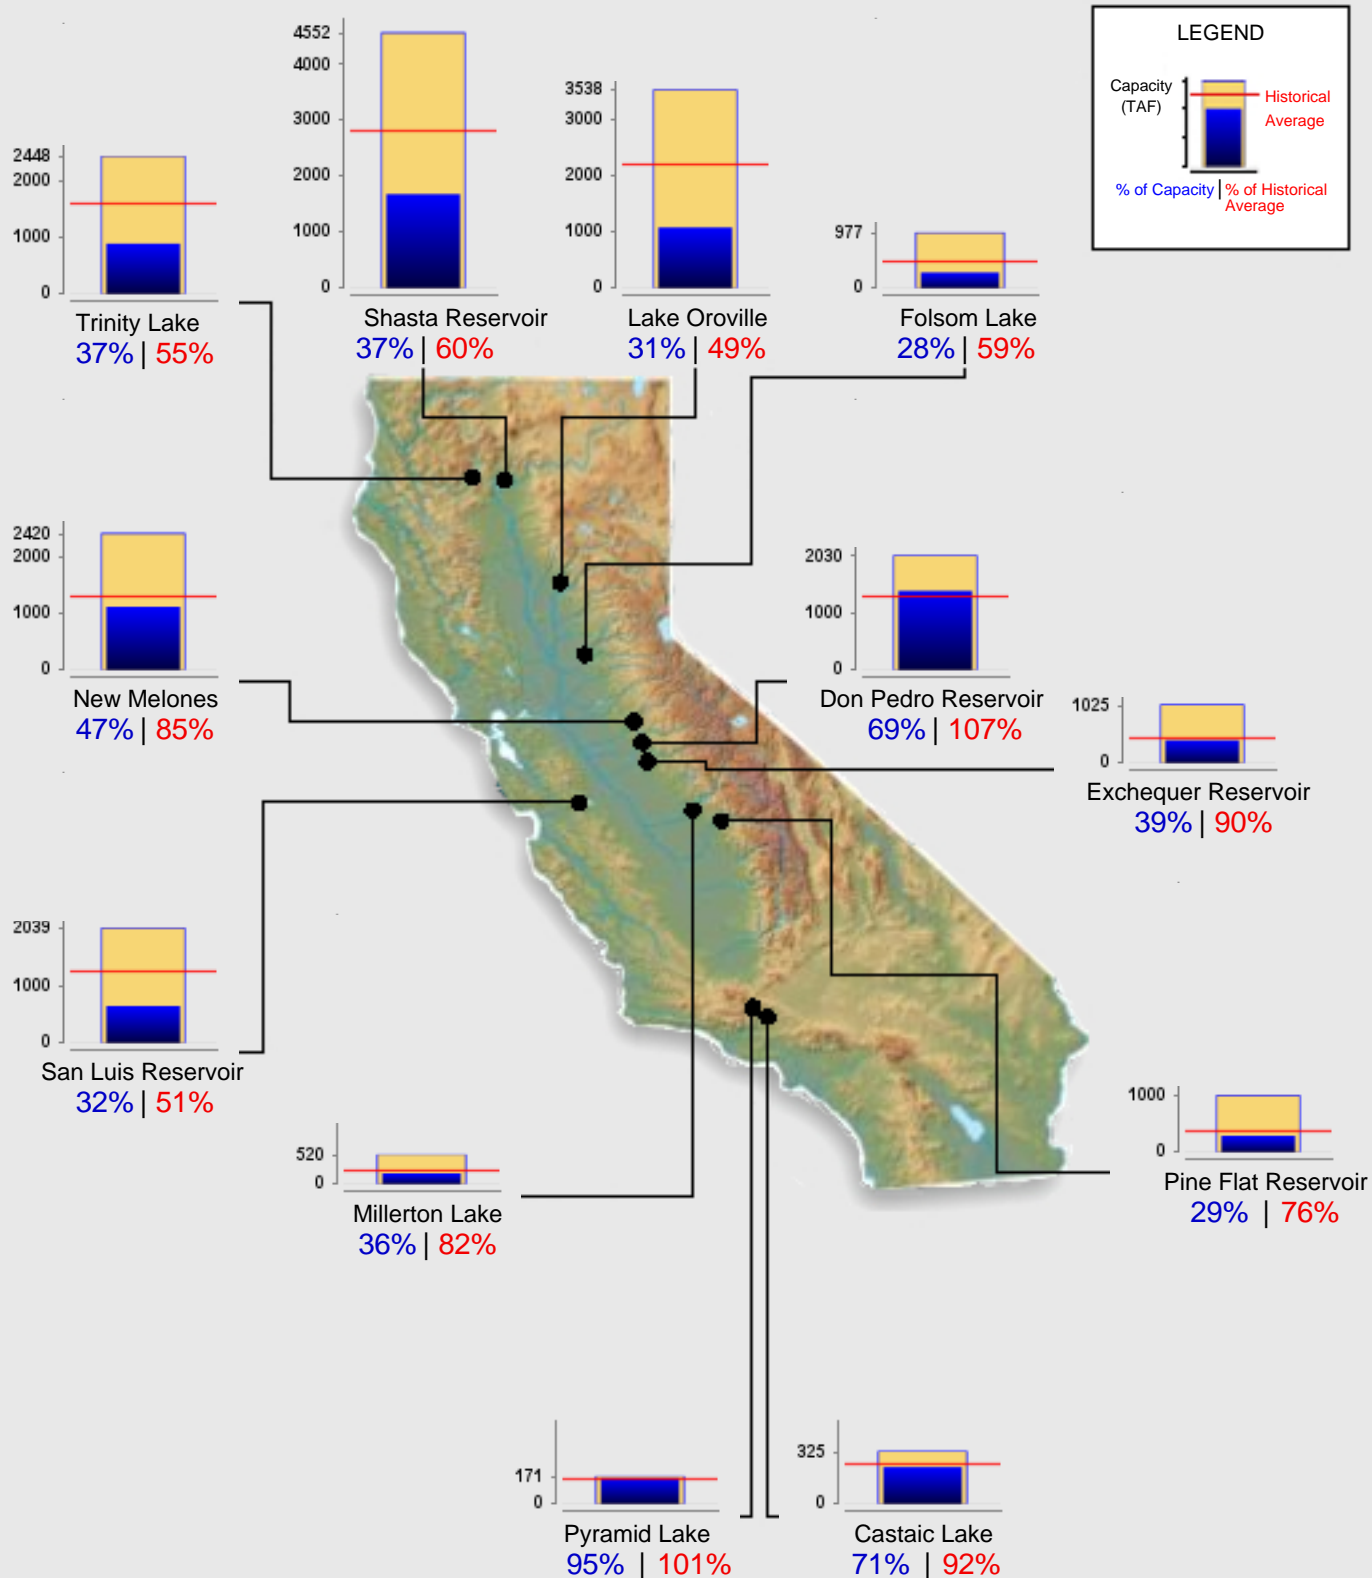 LEGEND
Capacity
(TAF)
Historical
Average
% of Capacity | % of Historical
Average
4552
4000
3000
2000
1000
0
Shasta Reservoir
37% | 60%
3538
3000
2000
1000
0
Lake Oroville
31% | 49%
2448
2000
1000
0
Trinity Lake
37% | 55%
977
0
Folsom Lake
28% | 59%
2420
2000
1000
0
New Melones
47% | 85%
2030
1000
0
Don Pedro Reservoir
69% | 107%
1025
0
Exchequer Reservoir
39% | 90%
2039
1000
0
San Luis Reservoir
32% | 51%
520
0
Millerton Lake
36% | 82%
1000
0
Pine Flat Reservoir
29% | 76%
171
0
Pyramid Lake
95% | 101%
325
0
Castaic Lake
71% | 92%